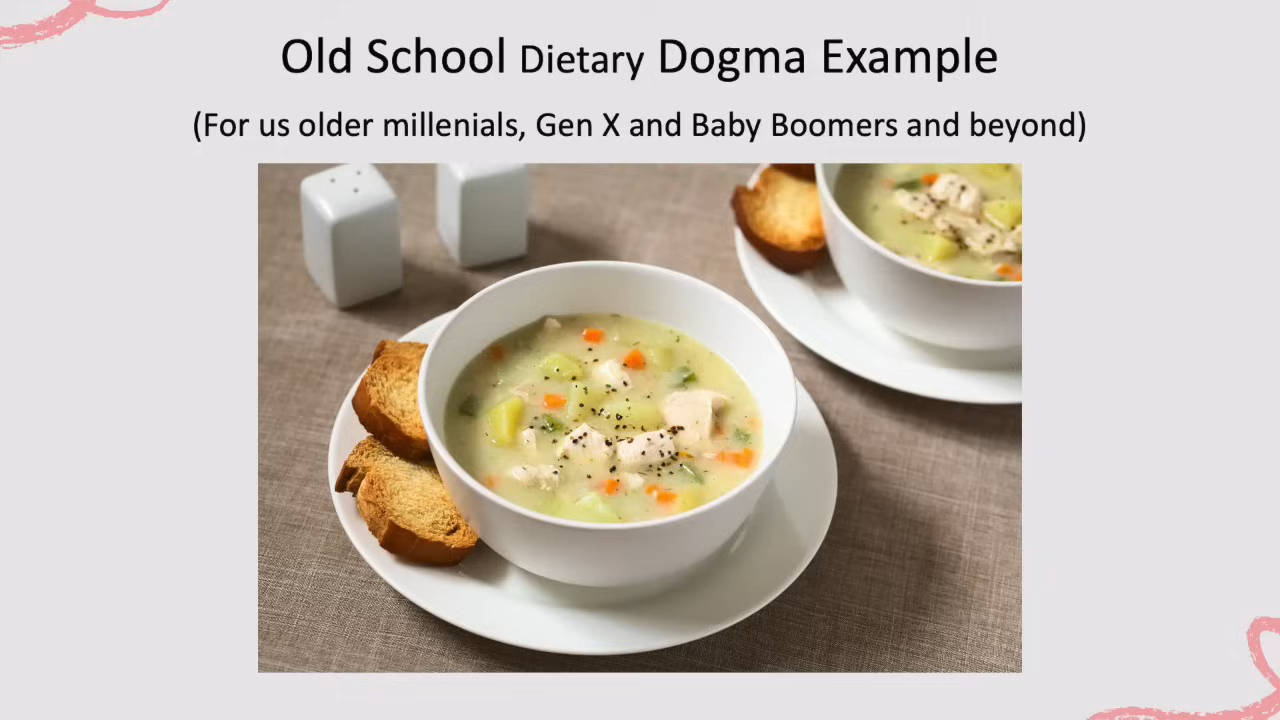 Old School Dietary Dogma Example
(For us older millenials, Gen X and Baby Boomers and beyond)